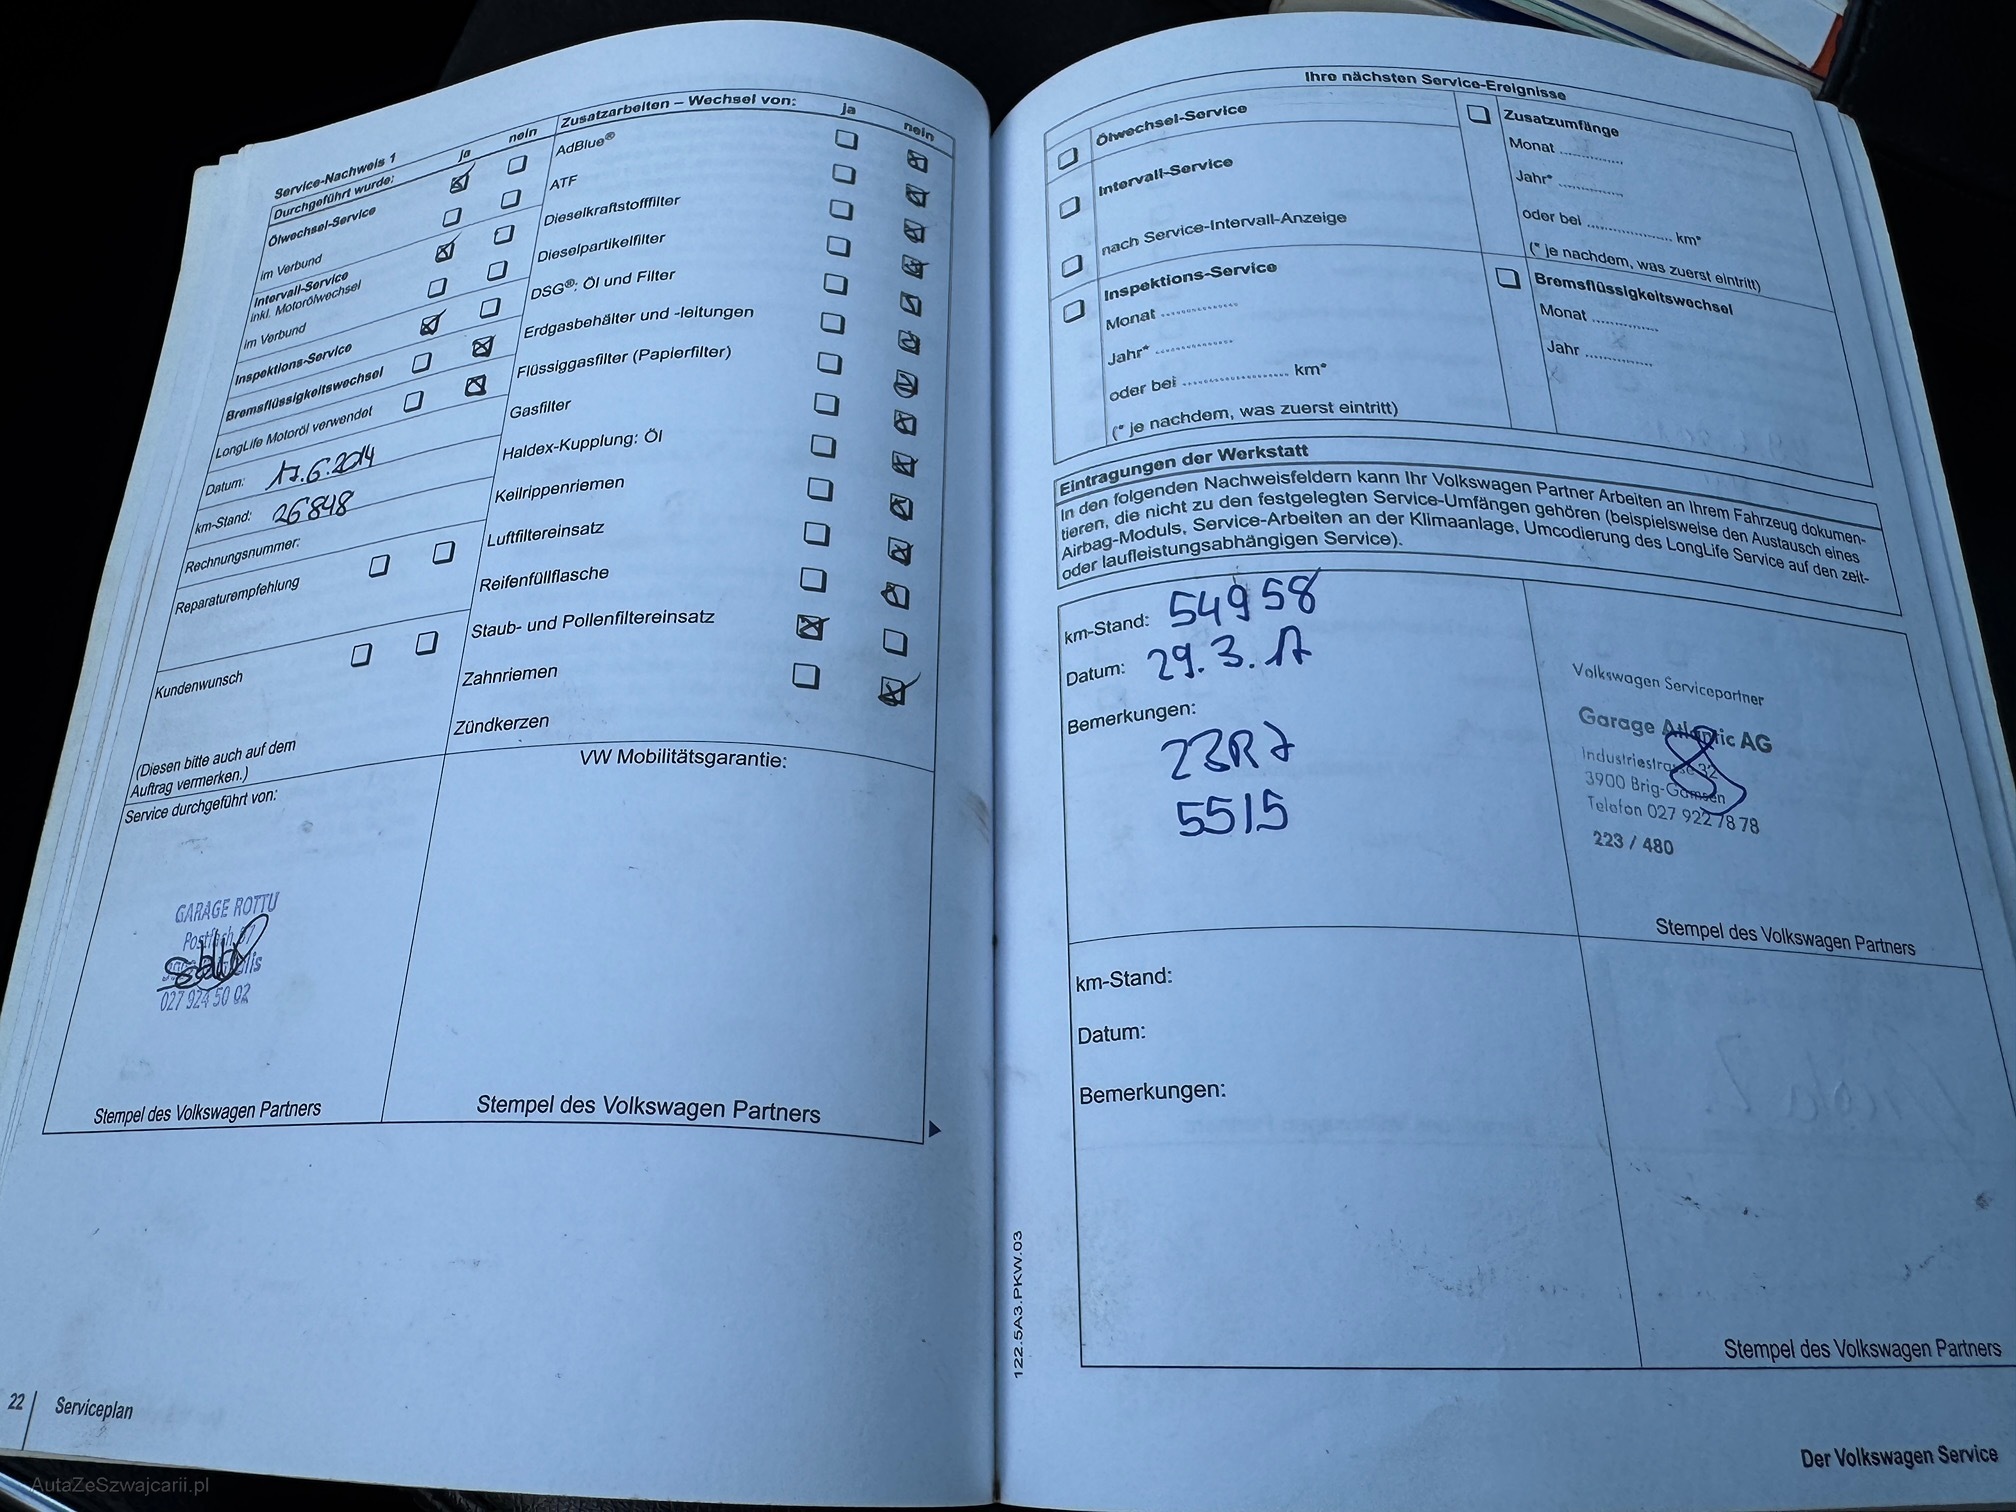 Service-Nachweis 1
Durchgeführt wurde: ja nein
Ölwechsel-Service
im Verbund
Intervall-Service
inkl. Motorölwechsel
im Verbund
Inspektions-Service
Bremsflüssigkeitswechsel
LongLife Motoröl verwendet
Datum: 17.6.2014
km-Stand: 26848
Rechnungsnummer:
Reparaturempfehlung
Kundenwunsch
(Diesen bitte auch auf dem
Auftrag vermerken.)
Service durchgeführt von:
GARAGE ROTTU
Postfach
027 924 50 02
Stempel des Volkswagen Partners
Zusatzarbeiten – Wechsel von: ja nein
AdBlue®
ATF
Dieselkraftstofffilter
Dieselpartikelfilter
DSG®: Öl und Filter
Erdgasbehälter und -leitungen
Flüssiggasfilter (Papierfilter)
Gasfilter
Haldex-Kupplung: Öl
Keilrippenriemen
Luftfiltereinsatz
Reifenfüllflasche
Staub- und Pollenfiltereinsatz
Zahnriemen
Zündkerzen
VW Mobilitätsgarantie:
Stempel des Volkswagen Partners
22 Serviceplan
Ihre nächsten Service-Ereignisse
Ölwechsel-Service
Intervall-Service
nach Service-Intervall-Anzeige
Inspektions-Service
Monat ....................
Jahr* ....................
oder bei .......................... km*
(* je nachdem, was zuerst eintritt)
Zusatzumfänge
Monat ................
Jahr* ................
oder bei ..................... km*
(* je nachdem, was zuerst eintritt)
Bremsflüssigkeitswechsel
Monat ................
Jahr ................
Eintragungen der Werkstatt
In den folgenden Nachweisfeldern kann Ihr Volkswagen Partner Arbeiten an Ihrem Fahrzeug dokumen-
tieren, die nicht zu den festgelegten Service-Umfängen gehören (beispielsweise den Austausch eines
Airbag-Moduls, Service-Arbeiten an der Klimaanlage, Umcodierung des LongLife Service auf den zeit-
oder laufleistungsabhängigen Service).
km-Stand: 54958
Datum: 29.3.17
Bemerkungen:
23R7
5515
Volkswagen Servicepartner
Garage Atlantic AG
Industriestrasse 32
3900 Brig-Gamsen
Telefon 027 922 78 78
223 / 480
Stempel des Volkswagen Partners
km-Stand:
Datum:
Bemerkungen:
Stempel des Volkswagen Partners
122.5A3.PKW.03
Der Volkswagen Service
AutaZeSzwajcarii.pl